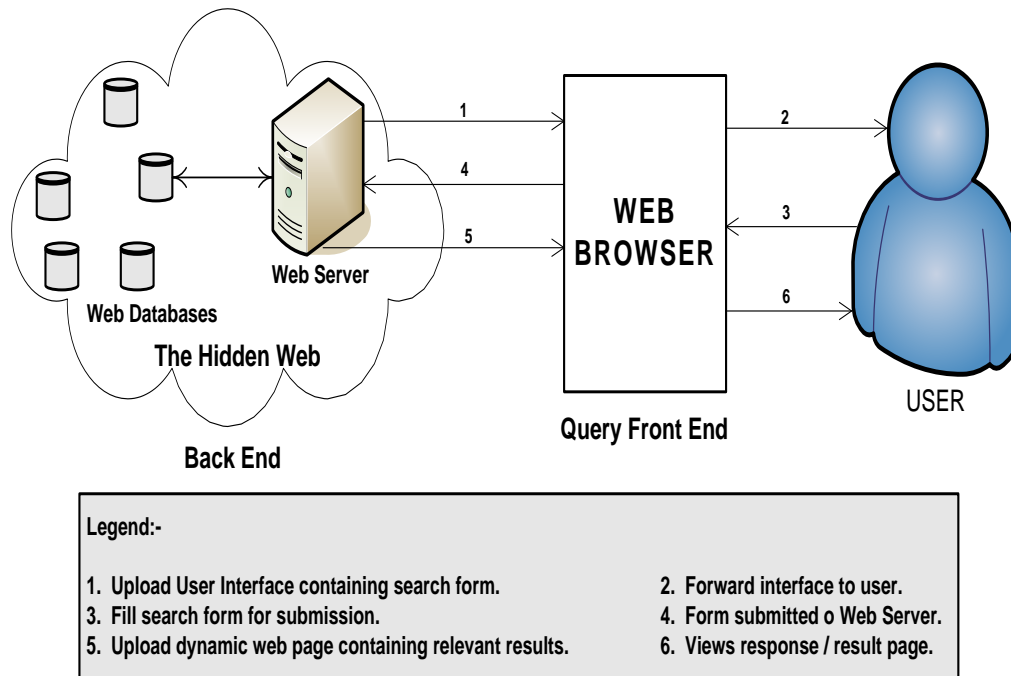 1
2
4
3
WEB
BROWSER
5
6
Web Server
Web Databases
The Hidden Web
USER
Query Front End
Back End
Legend:-
1. Upload User Interface containing search form.
2. Forward interface to user.
3. Fill search form for submission.
4. Form submitted o Web Server.
5. Upload dynamic web page containing relevant results.
6. Views response / result page.